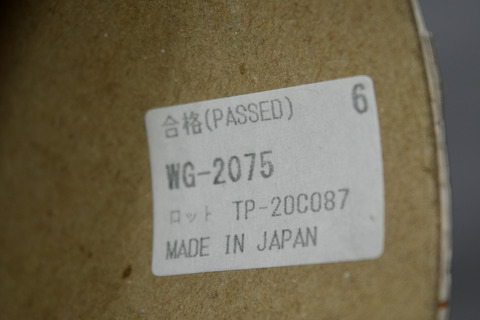 合格(PASSED) 6
WG-2075
ロット TP-20C087
MADE IN JAPAN